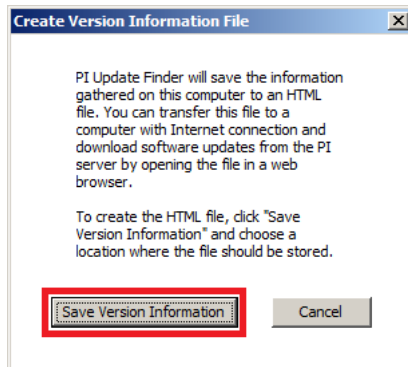 Create Version Information File
PI Update Finder will save the information
gathered on this computer to an HTML
file. You can transfer this file to a
computer with Internet connection and
download software updates from the PI
server by opening the file in a web
browser.
To create the HTML file, click "Save
Version Information" and choose a
location where the file should be stored.
Save Version Information
Cancel